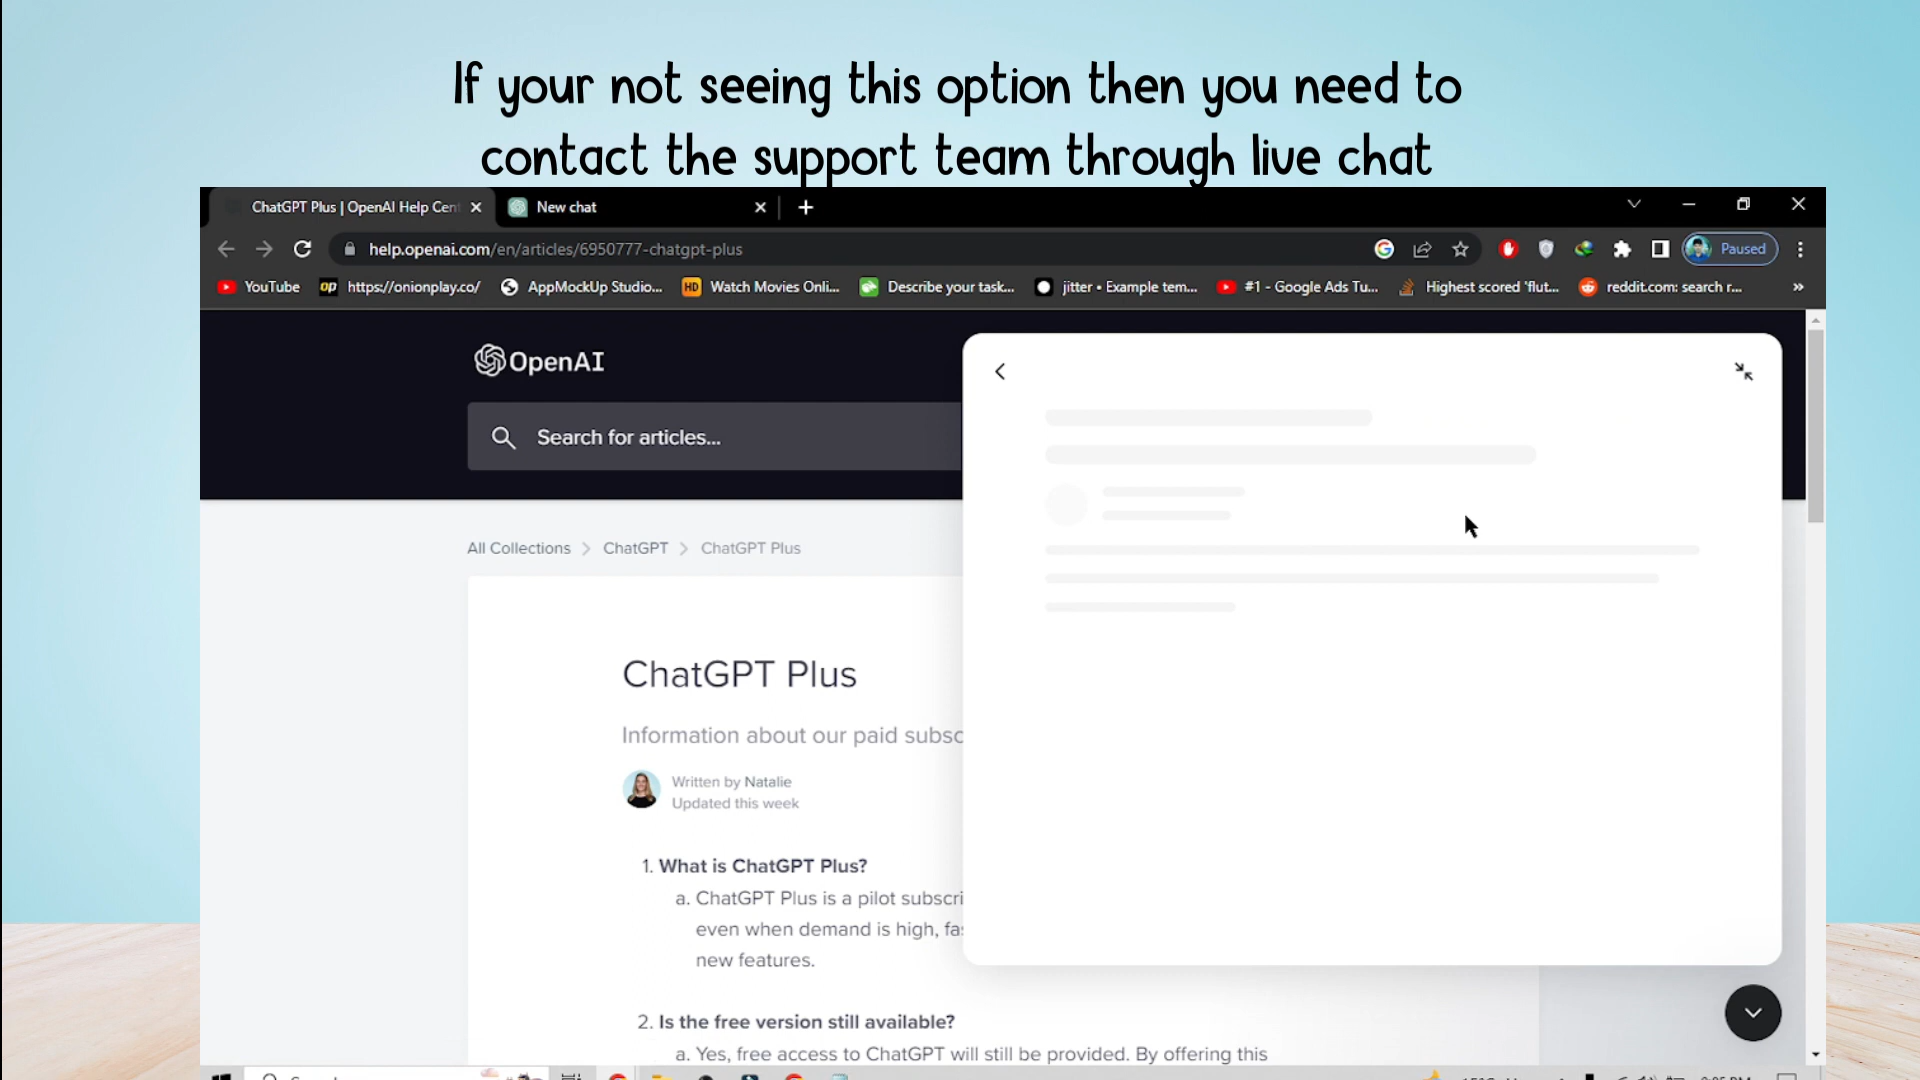 If your not seeing this option then you need to
contact the support team through live chat
ChatGPT Plus | OpenAI Help Cen
New chat
help.openai.com/en/articles/6950777-chatgpt-plus
Paused
YouTube
OP https://onionplay.co/
AppMockUp Studio...
HD Watch Movies Onli...
Describe your task...
jitter • Example tem...
#1 - Google Ads Tu...
Highest scored 'flut...
reddit.com: search r...
OpenAI
Search for articles...
All Collections > ChatGPT > ChatGPT Plus
ChatGPT Plus
Information about our paid subsc
Written by Natalie
Updated this week
1. What is ChatGPT Plus?
a. ChatGPT Plus is a pilot subscri
even when demand is high, fa
new features.
2. Is the free version still available?
a. Yes, free access to ChatGPT will still be provided. By offering this